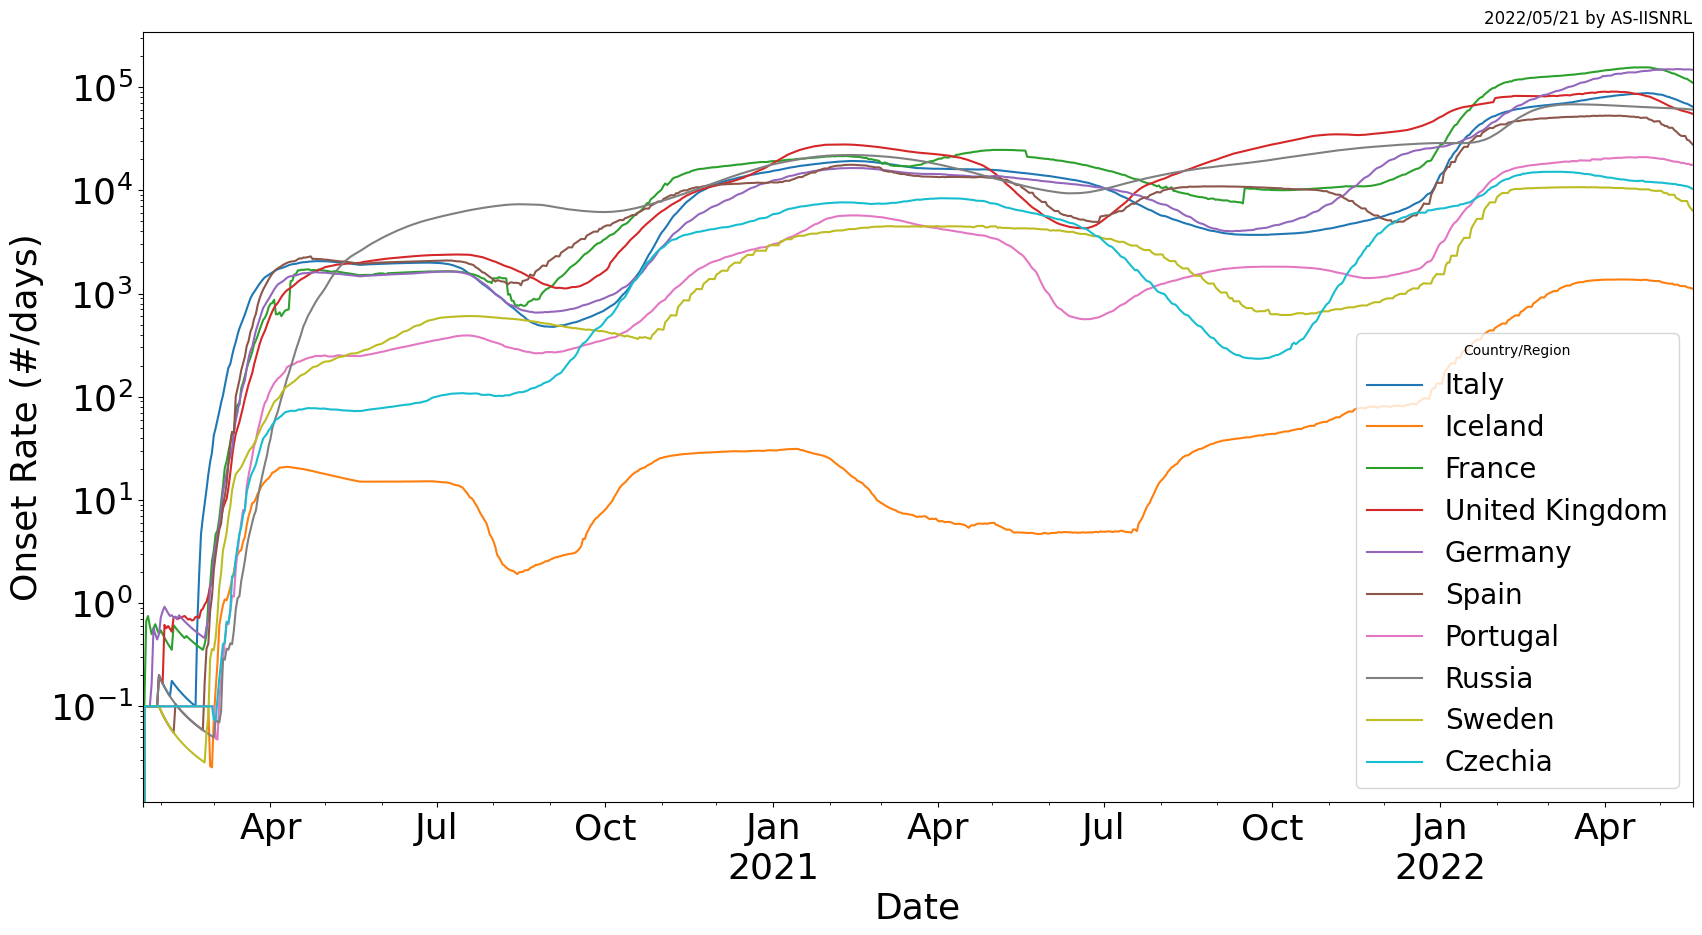 2022/05/21 by AS-IISNRL
Onset Rate (#/days)
10^5
10^4
10^3
10^2
10^1
10^0
10^−1
Country/Region
Italy
Iceland
France
United Kingdom
Germany
Spain
Portugal
Russia
Sweden
Czechia
Apr Jul Oct Jan Apr Jul Oct Jan Apr
2021 2022
Date